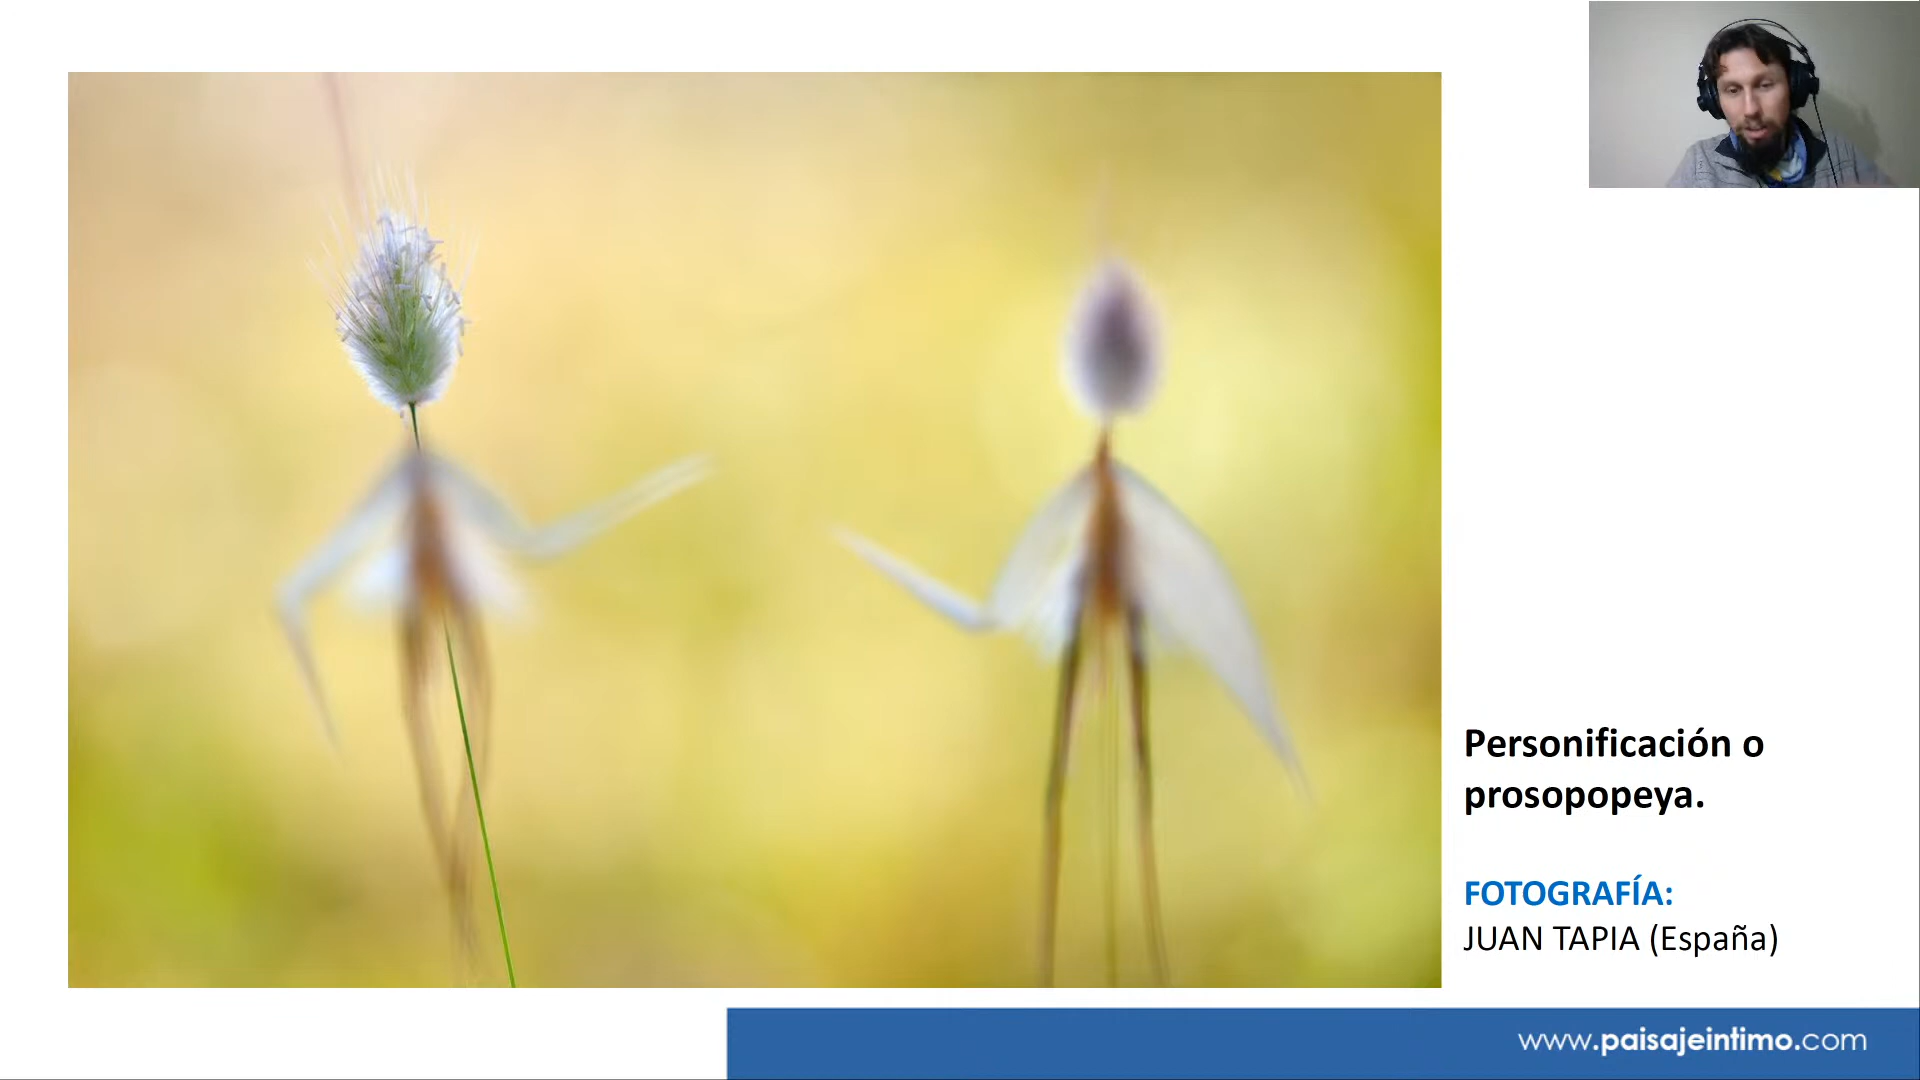 Personificación o
prosopopeya.
FOTOGRAFÍA:
JUAN TAPIA (España)
www.paisajeintimo.com